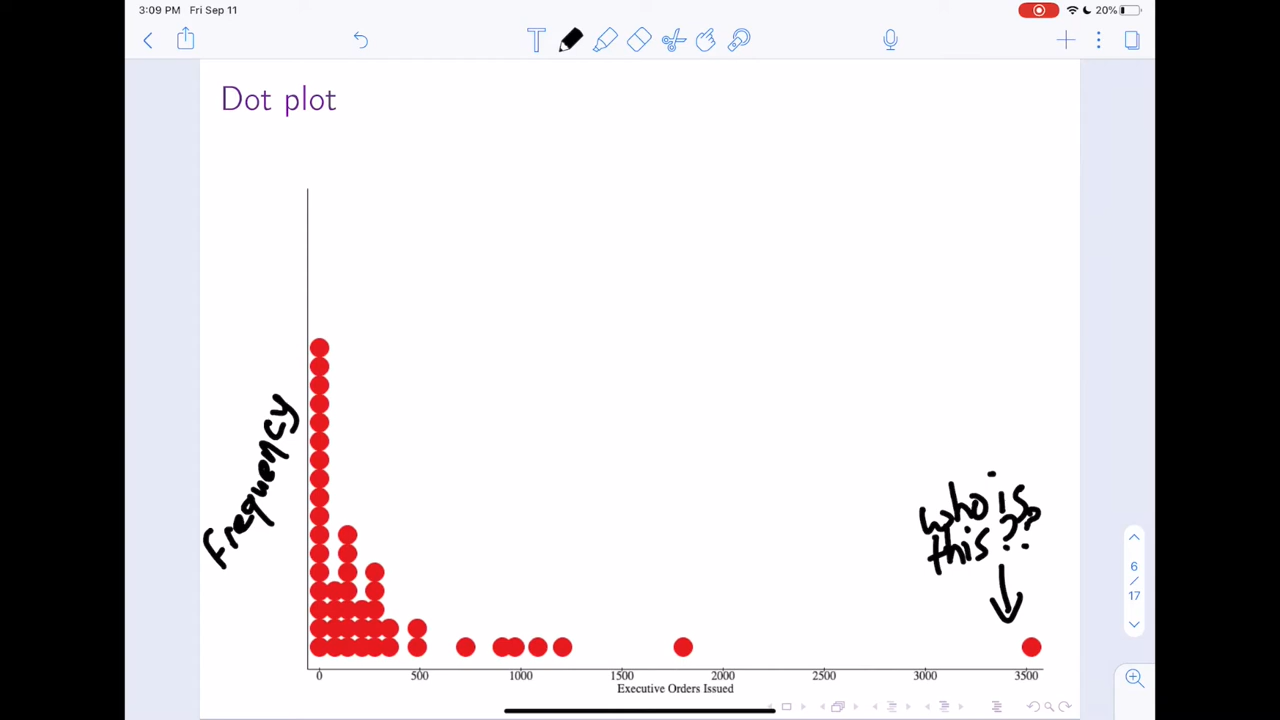 3:09 PM Fri Sep 11
20%
T
Dot plot
Frequency
who is
this ??
6
/
17
0 500 1000 1500 2000 2500 3000 3500
Executive Orders Issued